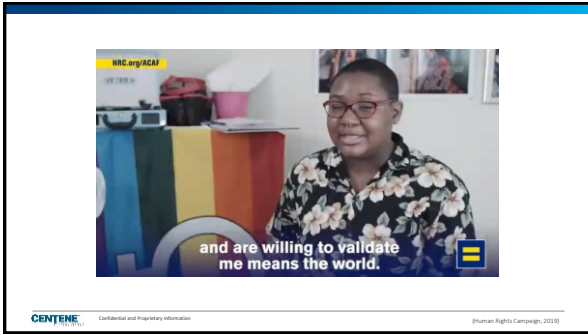 HRC.org/ACAF
and are willing to validate
me means the world.
CENTENE
Confidential and Proprietary Information
(Human Rights Campaign, 2019)